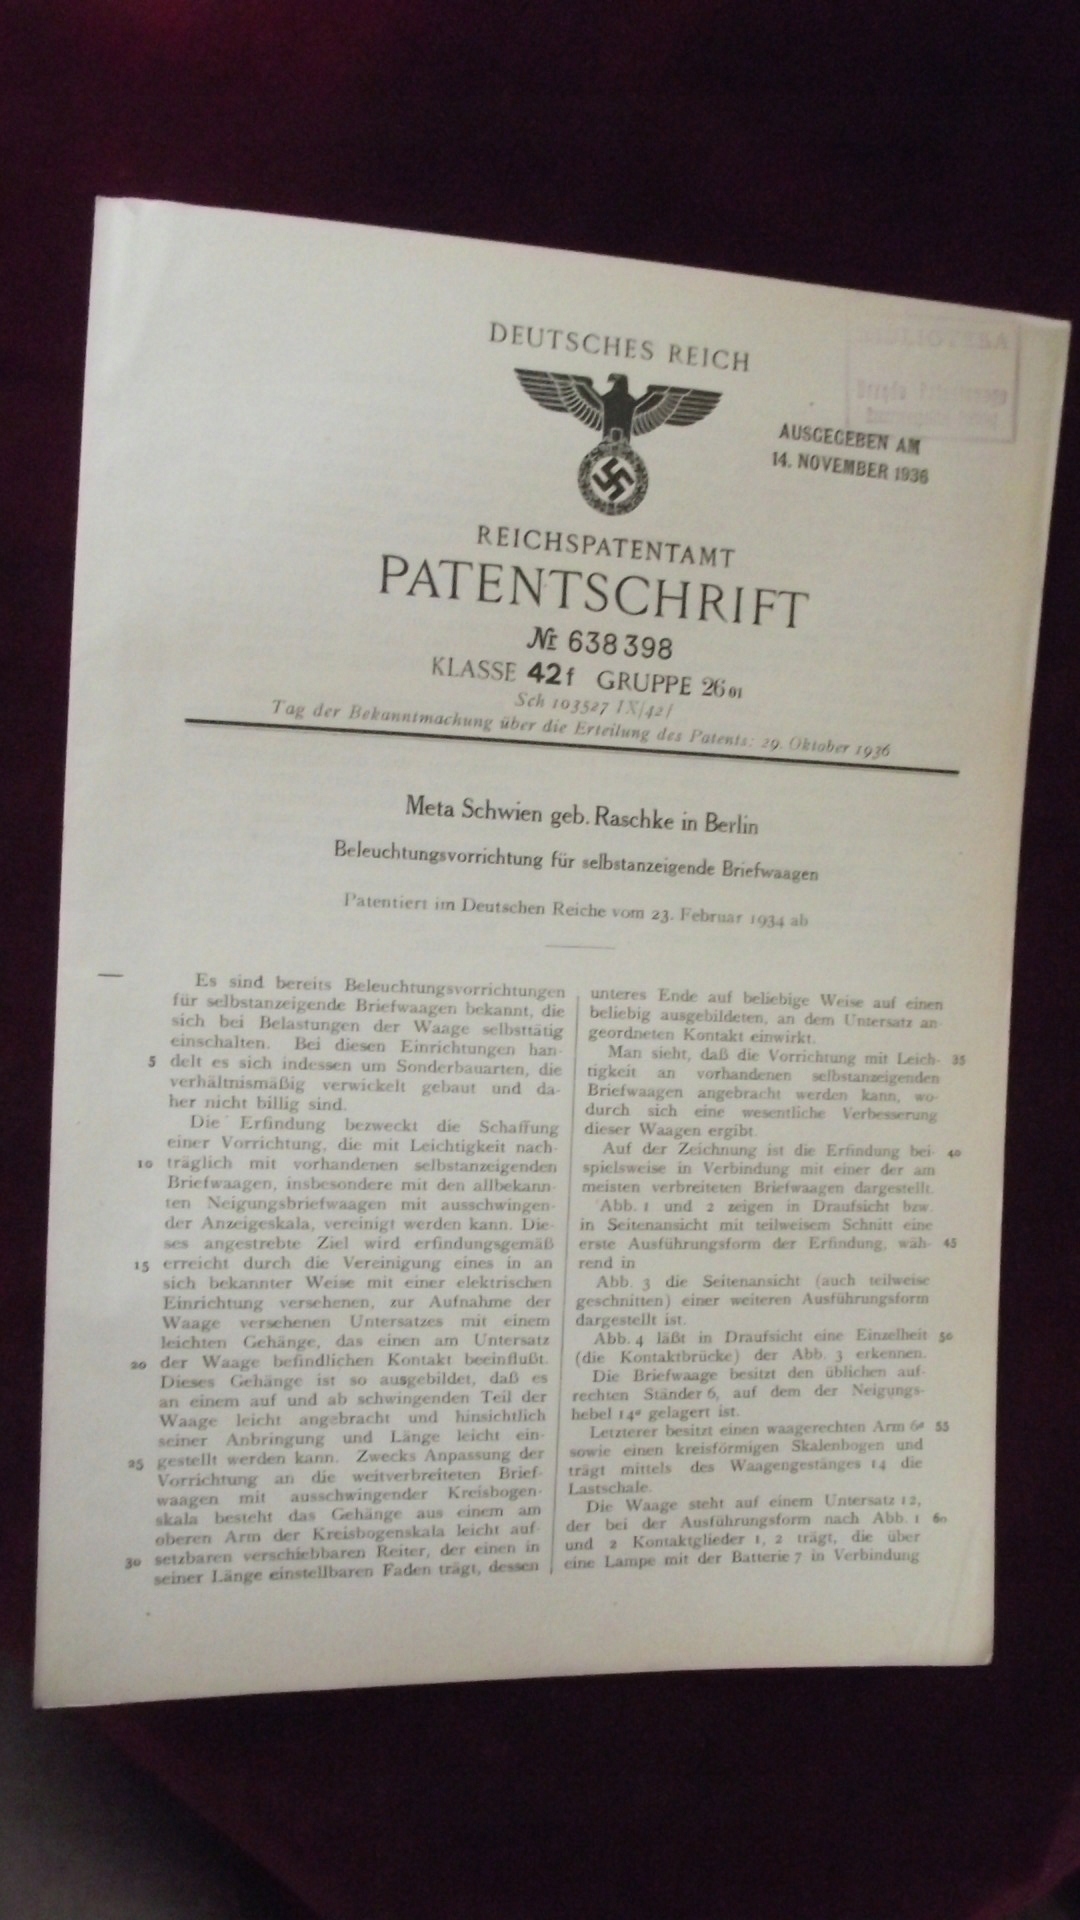 DEUTSCHES REICH
AUSGEGEBEN AM
14. NOVEMBER 1936
REICHSPATENTAMT
PATENTSCHRIFT
№ 638398
KLASSE 42f GRUPPE 26 01
Sch 103527 IX/42f
Tag der Bekanntmachung über die Erteilung des Patents: 29. Oktober 1936
Meta Schwien geb. Raschke in Berlin
Beleuchtungsvorrichtung für selbstanzeigende Briefwaagen
Patentiert im Deutschen Reiche vom 23. Februar 1934 ab
Es sind bereits Beleuchtungsvorrichtungen
für selbstanzeigende Briefwaagen bekannt, die
sich bei Belastungen der Waage selbsttätig
einschalten. Bei diesen Einrichtungen han-
5 delt es sich indessen um Sonderbauarten, die
verhältnismäßig verwickelt gebaut und da-
her nicht billig sind.
Die Erfindung bezweckt die Schaffung
einer Vorrichtung, die mit Leichtigkeit nach-
10 träglich mit vorhandenen selbstanzeigenden
Briefwaagen, insbesondere mit den allbekann-
ten Neigungsbriefwaagen mit ausschwingen-
der Anzeigeskala, vereinigt werden kann. Die-
ses angestrebte Ziel wird erfindungsgemäß
15 erreicht durch die Vereinigung eines in an
sich bekannter Weise mit einer elektrischen
Einrichtung versehenen, zur Aufnahme der
Waage versehenen Untersatzes mit einem
leichten Gehänge, das einen am Untersatz
20 der Waage befindlichen Kontakt beeinflußt.
Dieses Gehänge ist so ausgebildet, daß es
an einem auf und ab schwingenden Teil der
Waage leicht angebracht und hinsichtlich
seiner Anbringung und Länge leicht ein-
25 gestellt werden kann. Zwecks Anpassung der
Vorrichtung an die weitverbreiteten Brief-
waagen mit ausschwingender Kreisbogen-
skala besteht das Gehänge aus einem am
oberen Arm der Kreisbogenskala leicht auf-
30 setzbaren verschiebbaren Reiter, der einen in
seiner Länge einstellbaren Faden trägt, dessen
unteres Ende auf beliebige Weise auf einen
beliebig ausgebildeten, an dem Untersatz an-
geordneten Kontakt einwirkt.
Man sieht, daß die Vorrichtung mit Leich- 35
tigkeit an vorhandenen selbstanzeigenden
Briefwaagen angebracht werden kann, wo-
durch sich eine wesentliche Verbesserung
dieser Waagen ergibt.
Auf der Zeichnung ist die Erfindung bei- 40
spielsweise in Verbindung mit einer der am
meisten verbreiteten Briefwaagen dargestellt.
Abb. 1 und 2 zeigen in Draufsicht bzw.
in Seitenansicht mit teilweisem Schnitt eine
erste Ausführungsform der Erfindung, wäh- 45
rend in
Abb. 3 die Seitenansicht (auch teilweise
geschnitten) einer weiteren Ausführungsform
dargestellt ist.
Abb. 4 läßt in Draufsicht eine Einzelheit 50
(die Kontaktbrücke) der Abb. 3 erkennen.
Die Briefwaage besitzt den üblichen auf-
rechten Ständer 6, auf dem der Neigungs-
hebel 14ª gelagert ist.
Letzterer besitzt einen waagerechten Arm 6ª 55
sowie einen kreisförmigen Skalenbogen und
trägt mittels des Waagengestänges 14 die
Lastschale.
Die Waage steht auf einem Untersatz 12,
der bei der Ausführungsform nach Abb. 1 60
und 2 Kontaktglieder 1, 2 trägt, die über
eine Lampe mit der Batterie 7 in Verbindung